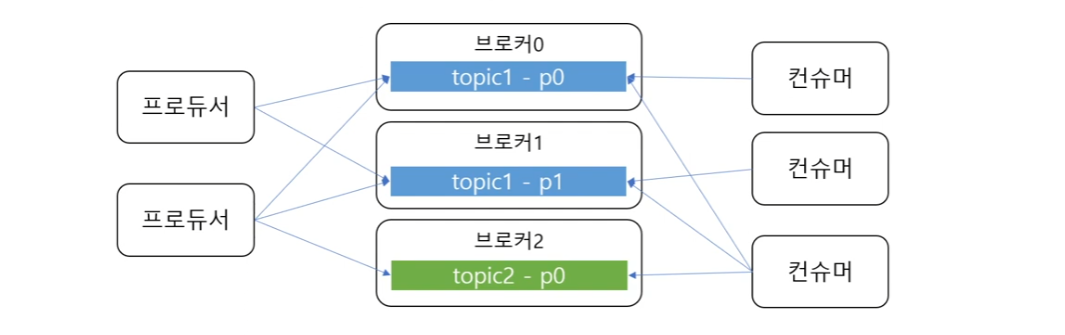 프로듀서
프로듀서
브로커0
topic1 - p0
브로커1
topic1 - p1
브로커2
topic2 - p0
컨슈머
컨슈머
컨슈머